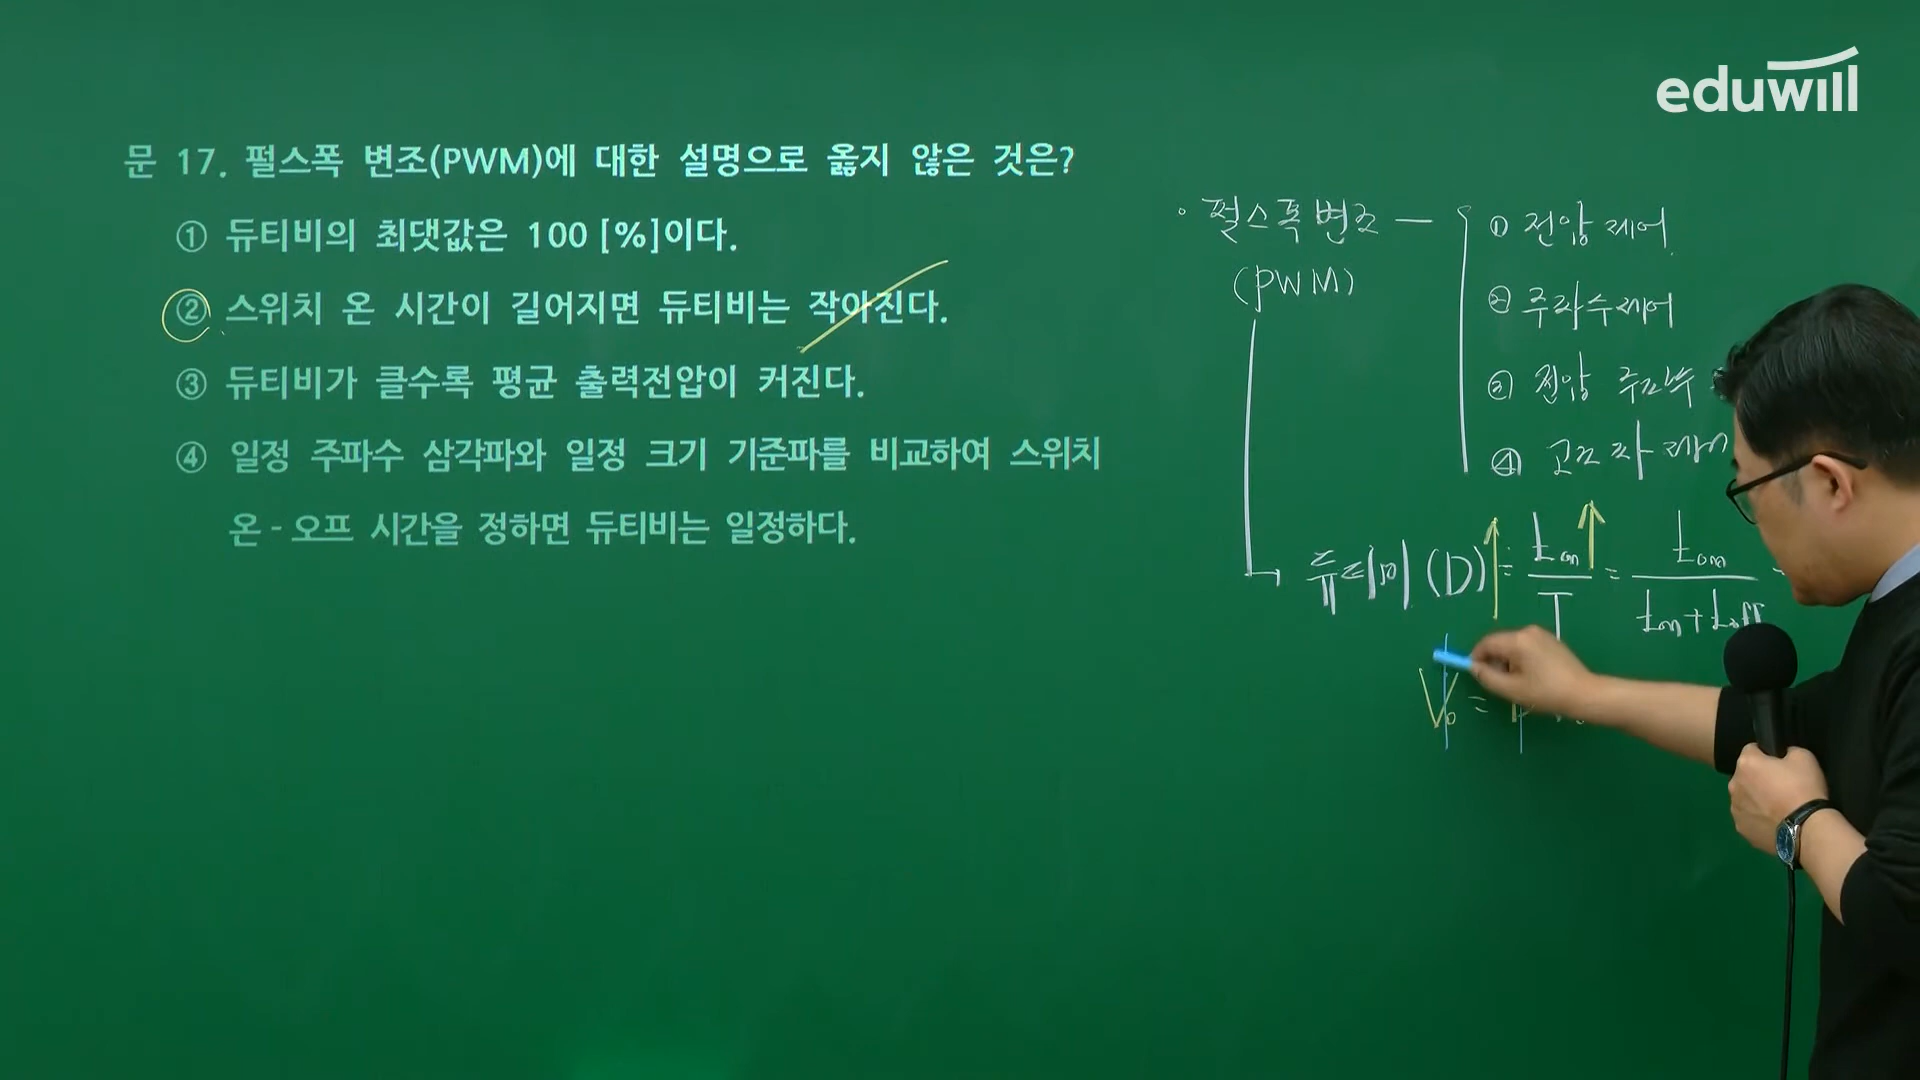 eduwill
문 17. 펄스폭 변조(PWM)에 대한 설명으로 옳지 않은 것은?
① 듀티비의 최댓값은 100 [%]이다.
② 스위치 온 시간이 길어지면 듀티비는 작아진다.
③ 듀티비가 클수록 평균 출력전압이 커진다.
④ 일정 주파수 삼각파와 일정 크기 기준파를 비교하여 스위치
온 - 오프 시간을 정하면 듀티비는 일정하다.
· 펄스폭 변조 —
(PWM)
① 전압 제어
② 주파수제어
③ 전압 주파수
④ 고조파 제어
듀티비 (D) = ton / T = ton / ton + toff
V₀ =